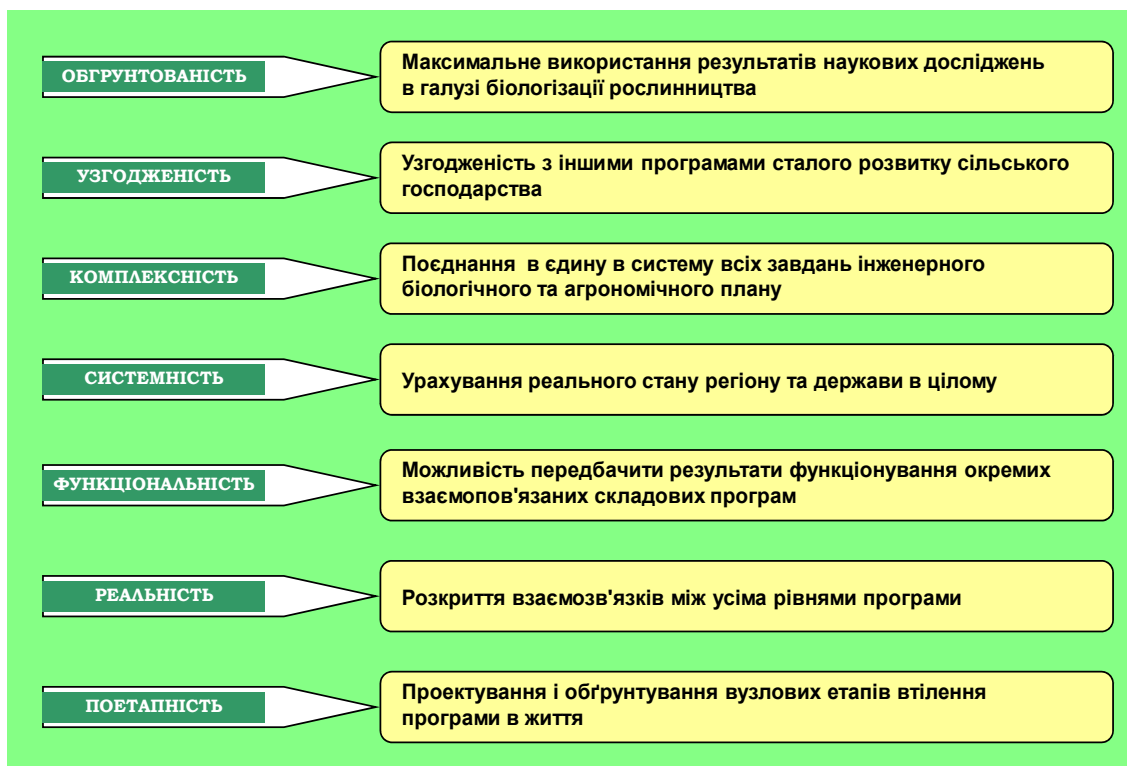 ОБГРУНТОВАНІСТЬ
Максимальне використання результатів наукових досліджень
в галузі біологізації рослинництва
УЗГОДЖЕНІСТЬ
Узгодженість з іншими програмами сталого розвитку сільського
господарства
КОМПЛЕКСНІСТЬ
Поєднання в єдину в систему всіх завдань інженерного
біологічного та агрономічного плану
СИСТЕМНІСТЬ
Урахування реального стану регіону та держави в цілому
ФУНКЦІОНАЛЬНІСТЬ
Можливість передбачити результати функціонування окремих
взаємопов'язаних складових програм
РЕАЛЬНІСТЬ
Розкриття взаємозв'язків між усіма рівнями програми
ПОЕТАПНІСТЬ
Проектування і обґрунтування вузлових етапів втілення
програми в життя